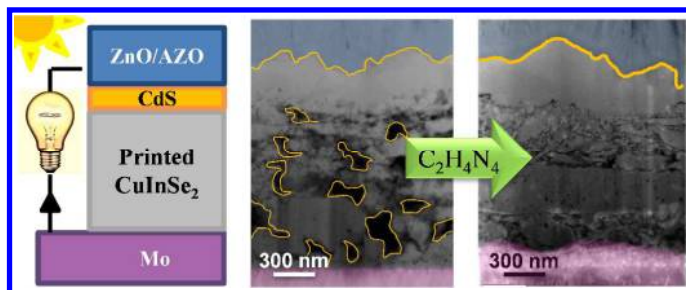 ZnO/AZO
CdS
Printed
CuInSe₂
Mo
300 nm
C₂H₄N₄
300 nm